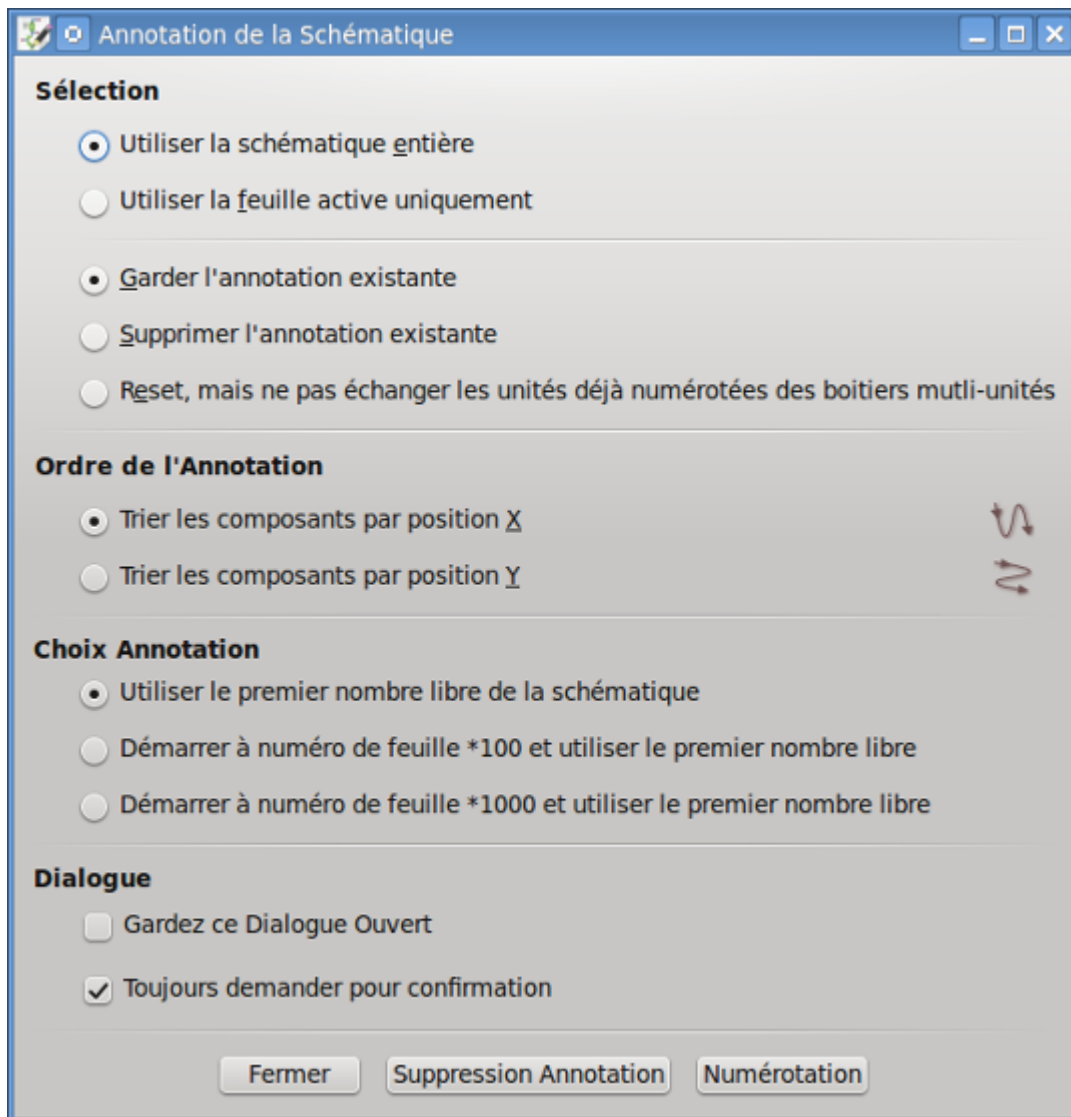 Annotation de la Schématique
Sélection
Utiliser la schématique entière
Utiliser la feuille active uniquement
Garder l'annotation existante
Supprimer l'annotation existante
Reset, mais ne pas échanger les unités déjà numérotées des boitiers mutli-unités
Ordre de l'Annotation
Trier les composants par position X
Trier les composants par position Y
Choix Annotation
Utiliser le premier nombre libre de la schématique
Démarrer à numéro de feuille *100 et utiliser le premier nombre libre
Démarrer à numéro de feuille *1000 et utiliser le premier nombre libre
Dialogue
Gardez ce Dialogue Ouvert
Toujours demander pour confirmation
Fermer Suppression Annotation Numérotation